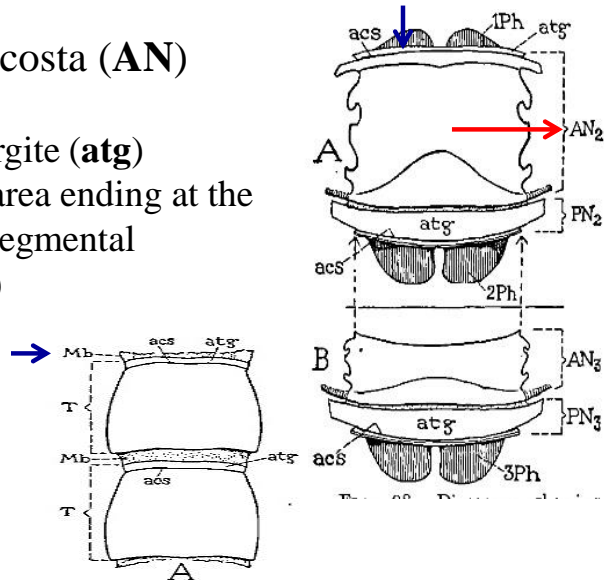 costa (AN)
rgite (atg)
area ending at the
egmental
)
1Ph
acs
atg
A
AN2
PN2
atg
acs
2Ph
B
AN3
PN3
atg
acs
3Ph
Mb
acs
atg
T
Mb
atg
acs
T
A